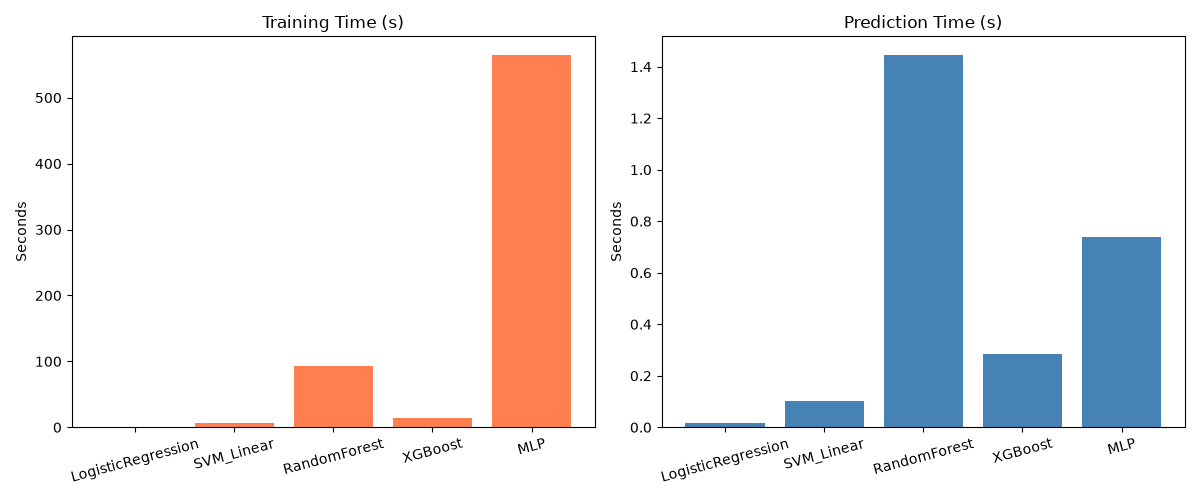 Training Time (s)
Seconds
500
400
300
200
100
0
LogisticRegression
SVM_Linear
RandomForest
XGBoost
MLP
Prediction Time (s)
Seconds
1.4
1.2
1.0
0.8
0.6
0.4
0.2
0.0
LogisticRegression
SVM_Linear
RandomForest
XGBoost
MLP